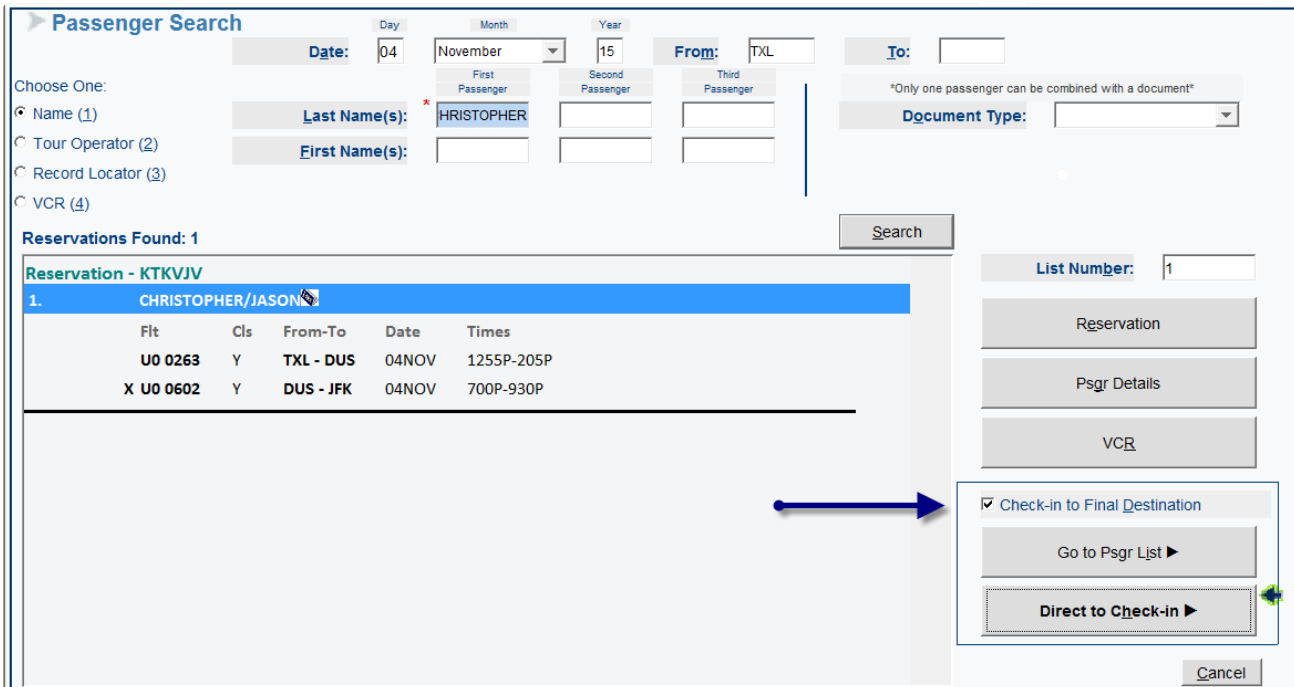 Passenger Search
Day Month Year
Date: 04 November 15 From: TXL To:
Choose One:
First Passenger Second Passenger Third Passenger
*Only one passenger can be combined with a document*
Name (1)
* Last Name(s): HRISTOPHER
Document Type:
Tour Operator (2)
First Name(s):
Record Locator (3)
VCR (4)
Search
Reservations Found: 1
Reservation - KTKVJV
List Number: 1
1. CHRISTOPHER/JASON
Flt Cls From-To Date Times
Reservation
U0 0263 Y TXL - DUS 04NOV 1255P-205P
X U0 0602 Y DUS - JFK 04NOV 700P-930P
Psgr Details
VCR
Check-in to Final Destination
Go to Psgr List ▶
Direct to Check-in ▶
Cancel